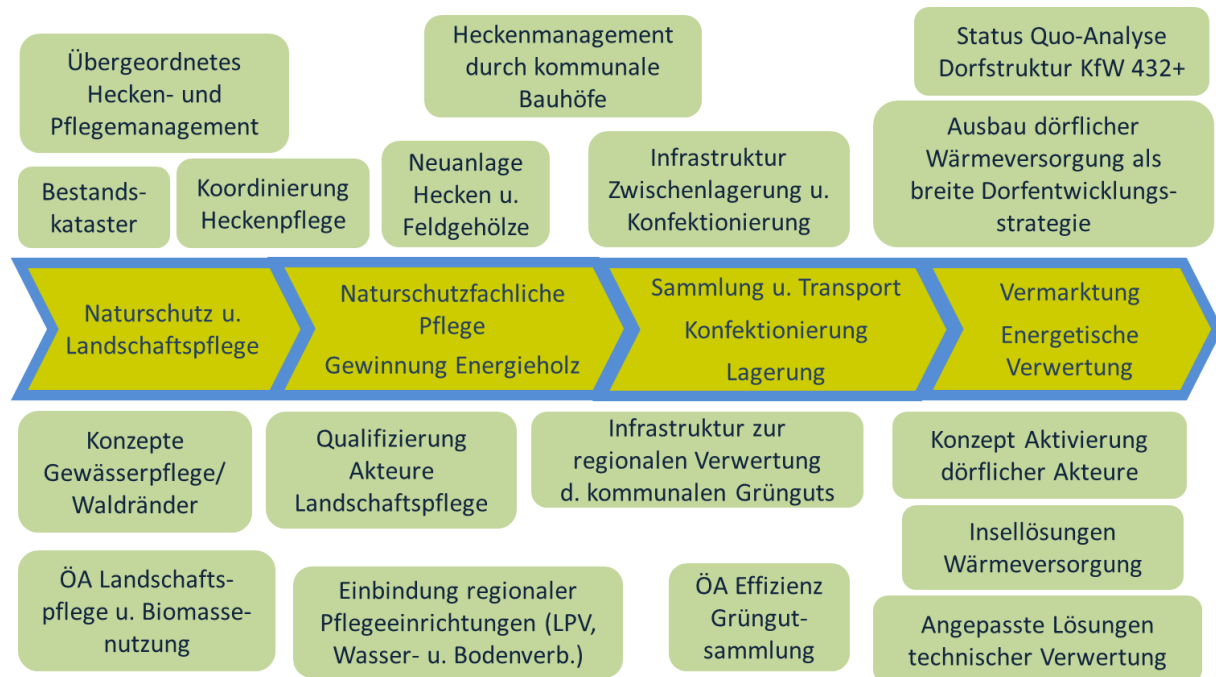 Übergeordnetes
Hecken- und
Pflegemanagement
Heckenmanagement
durch kommunale
Bauhöfe
Status Quo-Analyse
Dorfstruktur KfW 432+
Bestands-
kataster
Koordinierung
Heckenpflege
Neuanlage
Hecken u.
Feldgehölze
Infrastruktur
Zwischenlagerung u.
Konfektionierung
Ausbau dörflicher
Wärmeversorgung als
breite Dorfentwicklungs-
strategie
Naturschutz u.
Landschaftspflege
Naturschutzfachliche
Pflege
Gewinnung Energieholz
Sammlung u. Transport
Konfektionierung
Lagerung
Vermarktung
Energetische
Verwertung
Konzepte
Gewässerpflege/
Waldränder
Qualifizierung
Akteure
Landschaftspflege
Infrastruktur zur
regionalen Verwertung
d. kommunalen Grünguts
Konzept Aktivierung
dörflicher Akteure
Insellösungen
Wärmeversorgung
ÖA Landschafts-
pflege u. Biomasse-
nutzung
Einbindung regionaler
Pflegeeinrichtungen (LPV,
Wasser- u. Bodenverb.)
ÖA Effizienz
Grüngut-
sammlung
Angepasste Lösungen
technischer Verwertung